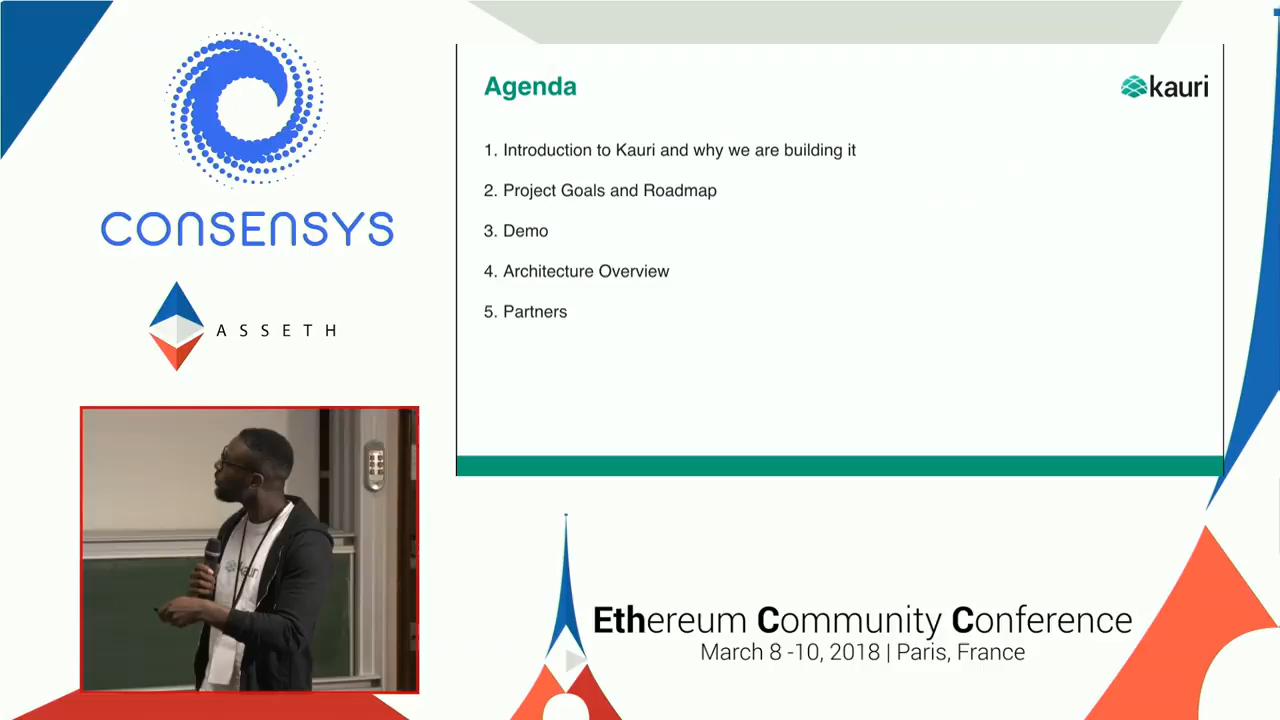 CONSENSYS
ASSETH
Agenda
kauri
1. Introduction to Kauri and why we are building it
2. Project Goals and Roadmap
3. Demo
4. Architecture Overview
5. Partners
kauri
Ethereum Community Conference
March 8 -10, 2018 | Paris, France